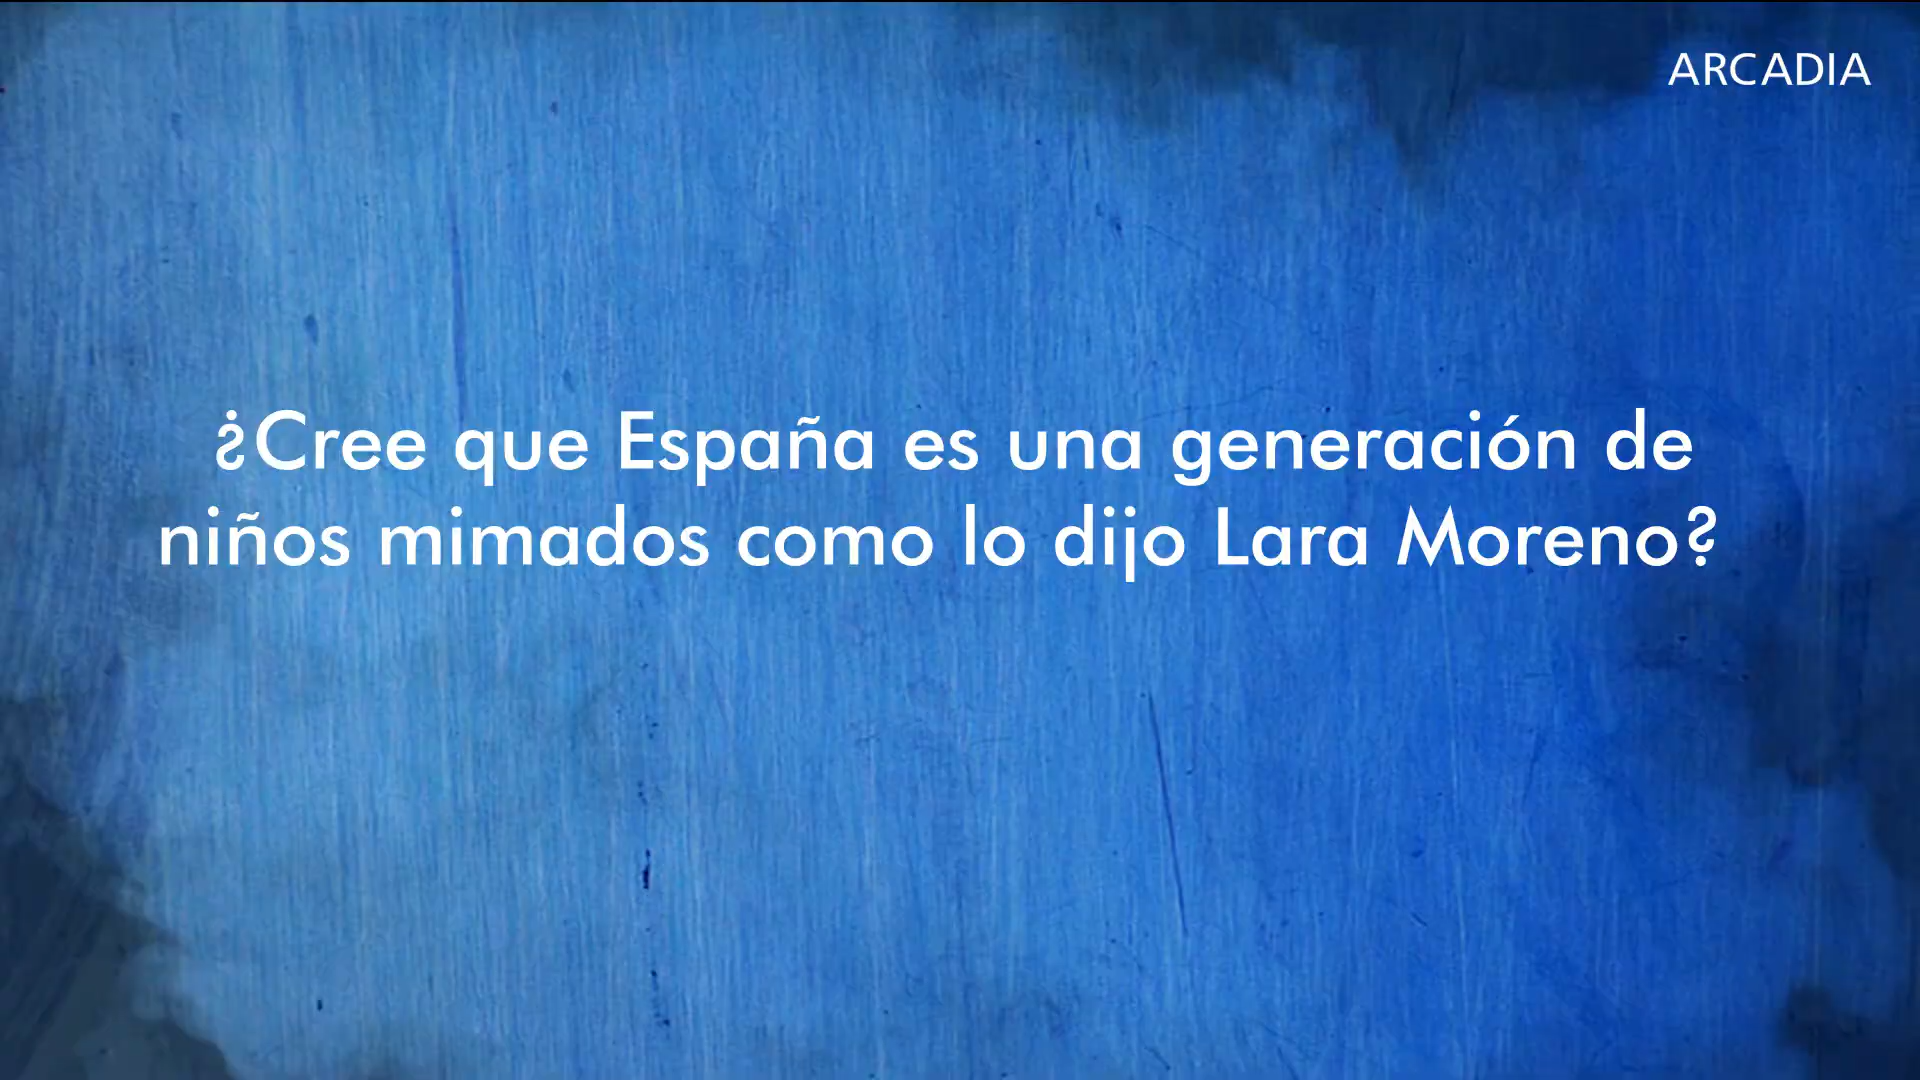 ARCADIA
¿Cree que España es una generación de
niños mimados como lo dijo Lara Moreno?